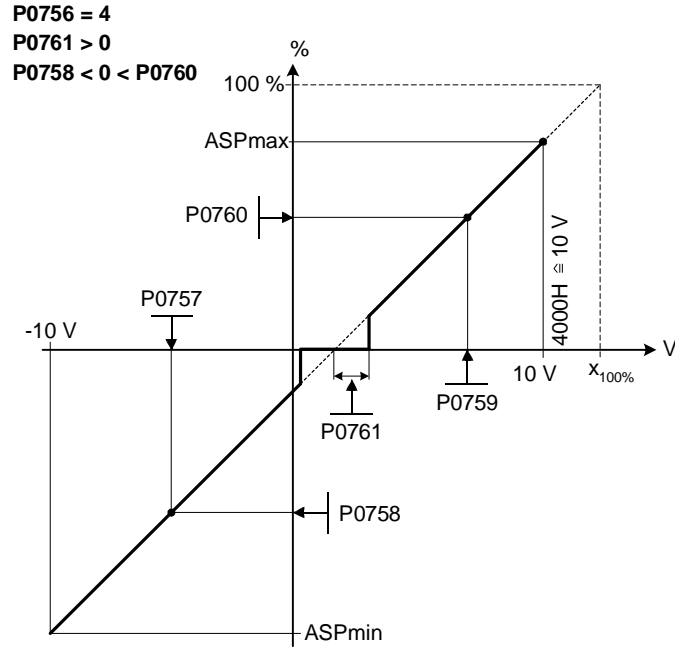 P0756 = 4
P0761 > 0
P0758 < 0 < P0760
%
100 %
ASPmax
P0760
4000H ≙ 10 V
P0757
-10 V
V
10 V
x100%
P0759
P0761
P0758
ASPmin